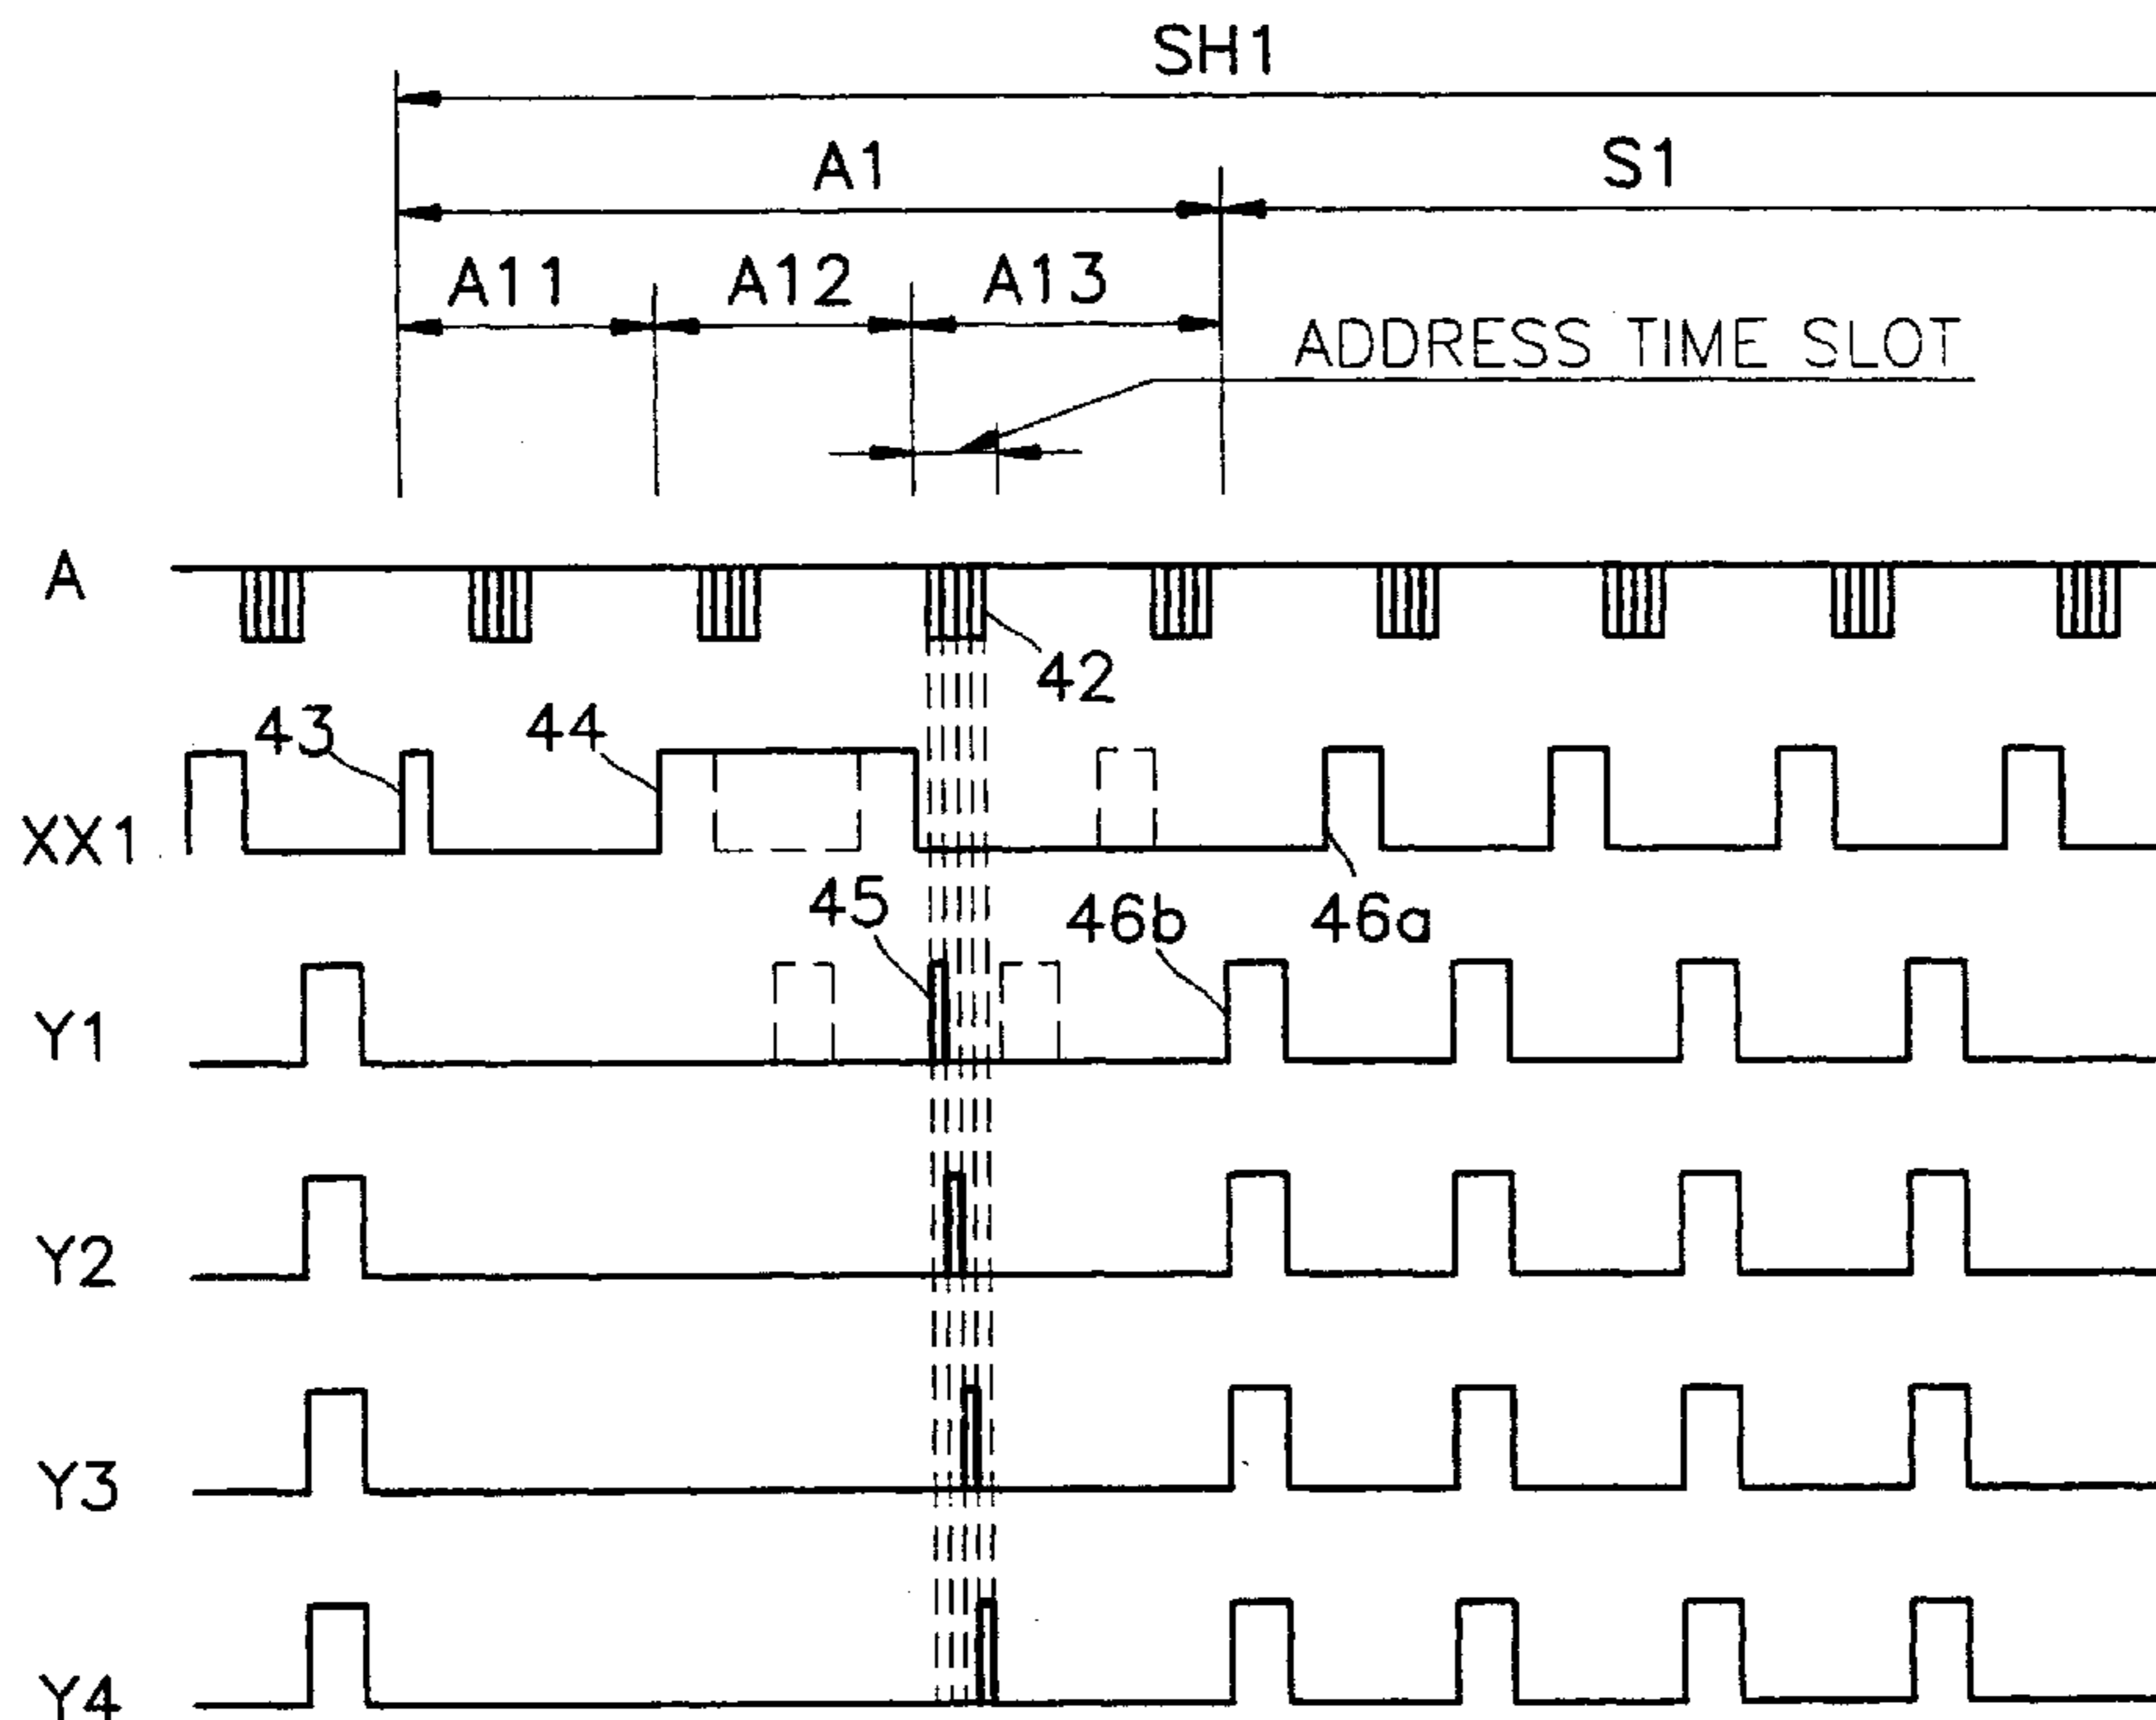 SH1
A1 S1
A11 A12 A13
ADDRESS TIME SLOT
A
42
43 44
XX1
45 46b 46a
Y1
Y2
Y3
Y4